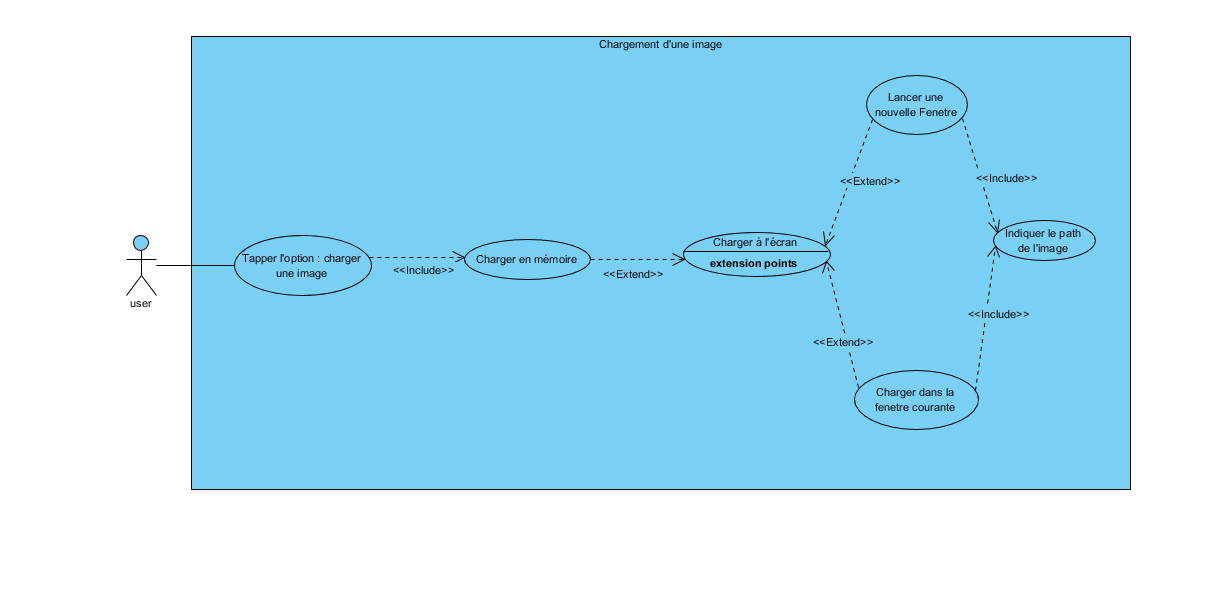 Chargement d'une image
Lancer une
nouvelle Fenetre
<<Extend>>
<<Include>>
Indiquer le path
de l'image
Charger à l'écran
extension points
Tapper l'option : charger
une image
<<Include>>
Charger en mémoire
<<Extend>>
user
<<Include>>
<<Extend>>
Charger dans la
fenetre courante